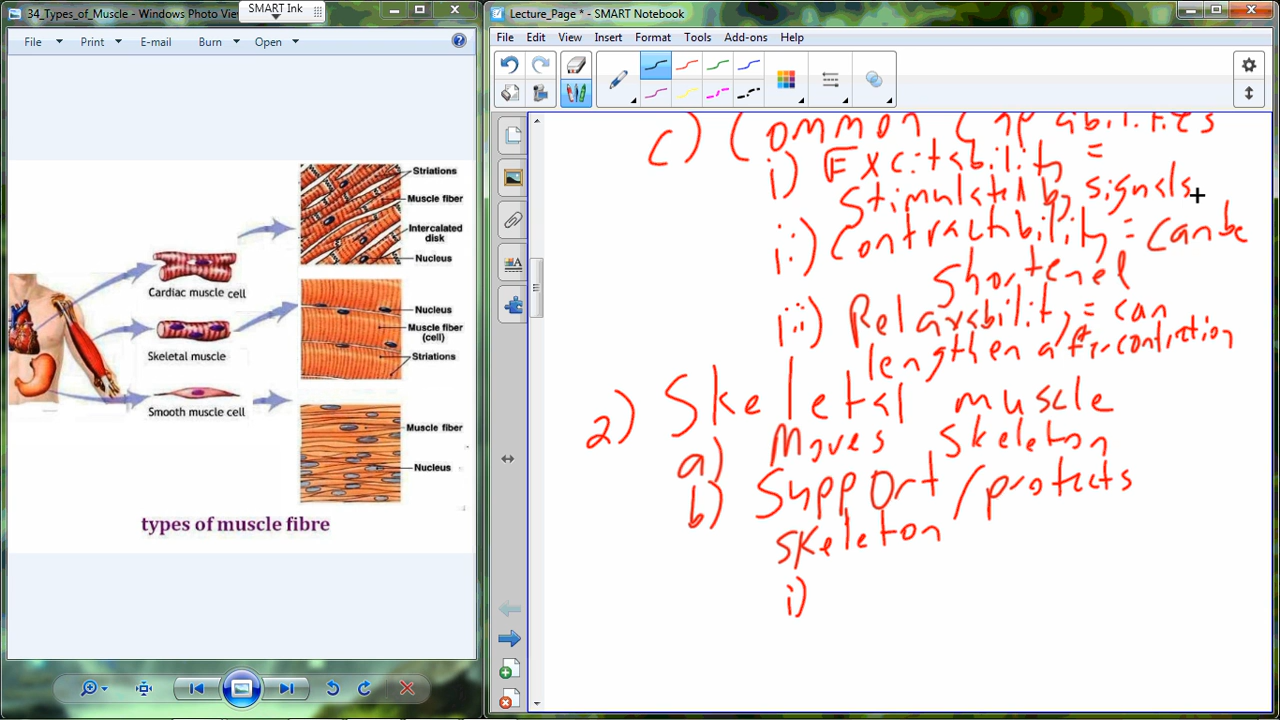 34_Types_of_Muscle - Windows Photo Vie
SMART Ink
File Print E-mail Burn Open
Striations
Muscle fiber
Intercalated
disk
Nucleus
Cardiac muscle cell
Nucleus
Muscle fiber
(cell)
Striations
Skeletal muscle
Smooth muscle cell
Muscle fiber
Nucleus
types of muscle fibre
Lecture_Page * - SMART Notebook
File Edit View Insert Format Tools Add-ons Help
c) Common Capabilities
i) Excitability =
Stimulated by signals
ii) Contractibility = can be
Shortened
iii) Relaxability = can
lengthen after contraction
2) Skeletal muscle
a) Moves Skeleton
b) Support / protects
Skeleton
i)